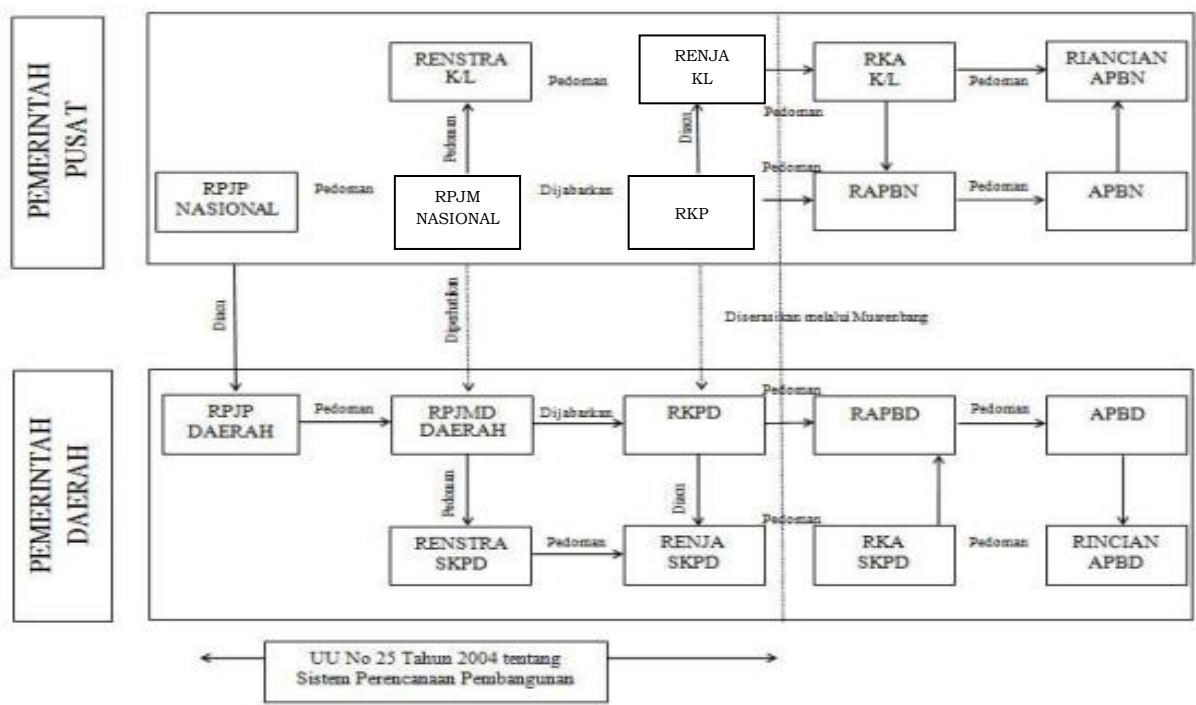 PEMERINTAH
PUSAT
RENSTRA
K/L
Pedoman
RENJA
KL
Pedoman
RKA
K/L
Pedoman
RIANCIAN
APBN
Pedoman
Diacu
RPJP
NASIONAL
Pedoman
RPJM
NASIONAL
Dijabarkan
RKP
Pedoman
RAPBN
Pedoman
APBN
Diacu
Diperhatikan
Diserasikan melalui Musrenbang
PEMERINTAH
DAERAH
RPJP
DAERAH
Pedoman
RPJMD
DAERAH
Dijabarkan
RKPD
Pedoman
RAPBD
Pedoman
APBD
Pedoman
Diacu
RENSTRA
SKPD
Pedoman
RENJA
SKPD
Pedoman
RKA
SKPD
Pedoman
RINCIAN
APBD
UU No 25 Tahun 2004 tentang
Sistem Perencanaan Pembangunan